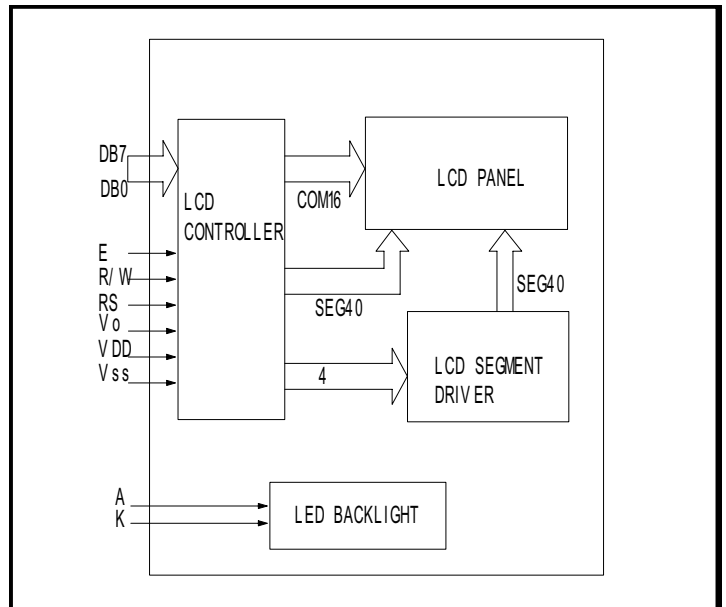 DB7
DB0
E
R/W
RS
Vo
VDD
Vss
LCD
CONTROLLER
COM16
SEG40
4
LCD PANEL
SEG40
LCD SEGMENT
DRIVER
A
K
LED BACKLIGHT